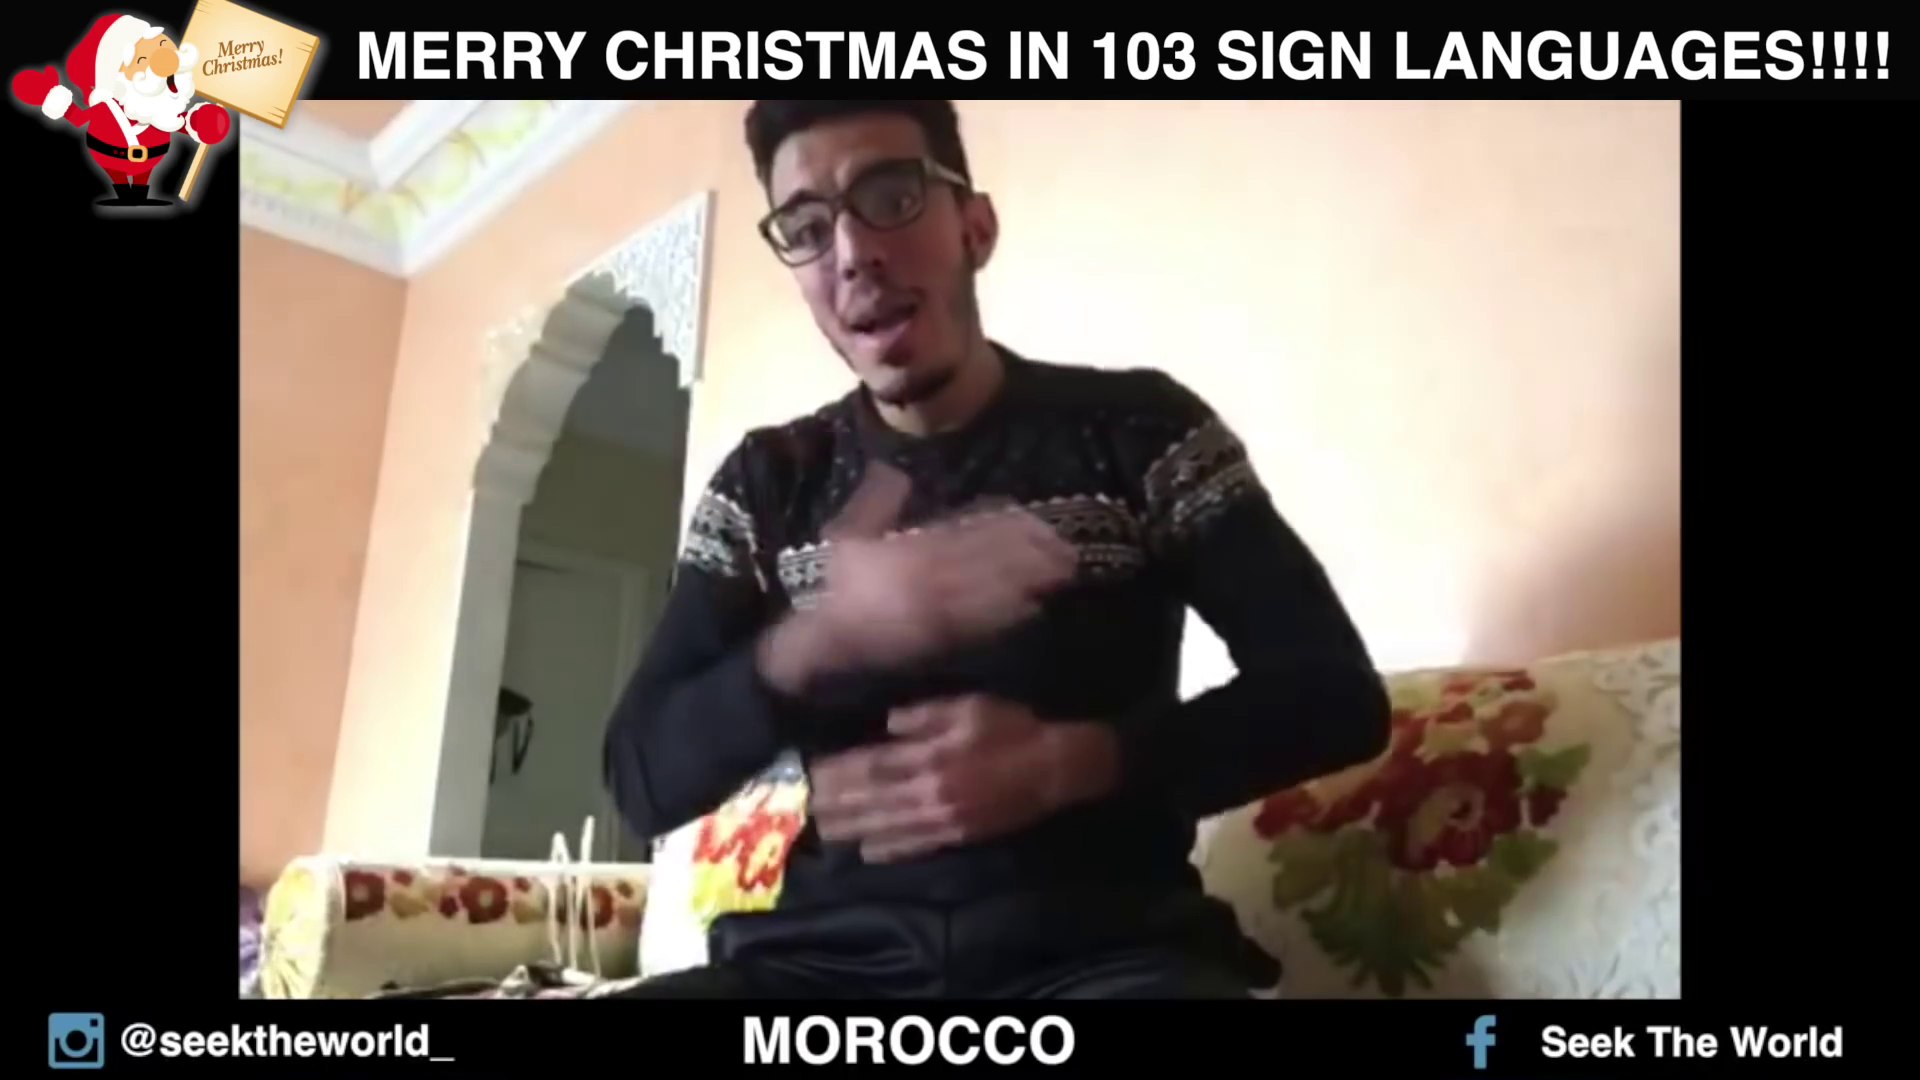 Merry
Christmas!
MERRY CHRISTMAS IN 103 SIGN LANGUAGES!!!!
@seektheworld_
MOROCCO
Seek The World